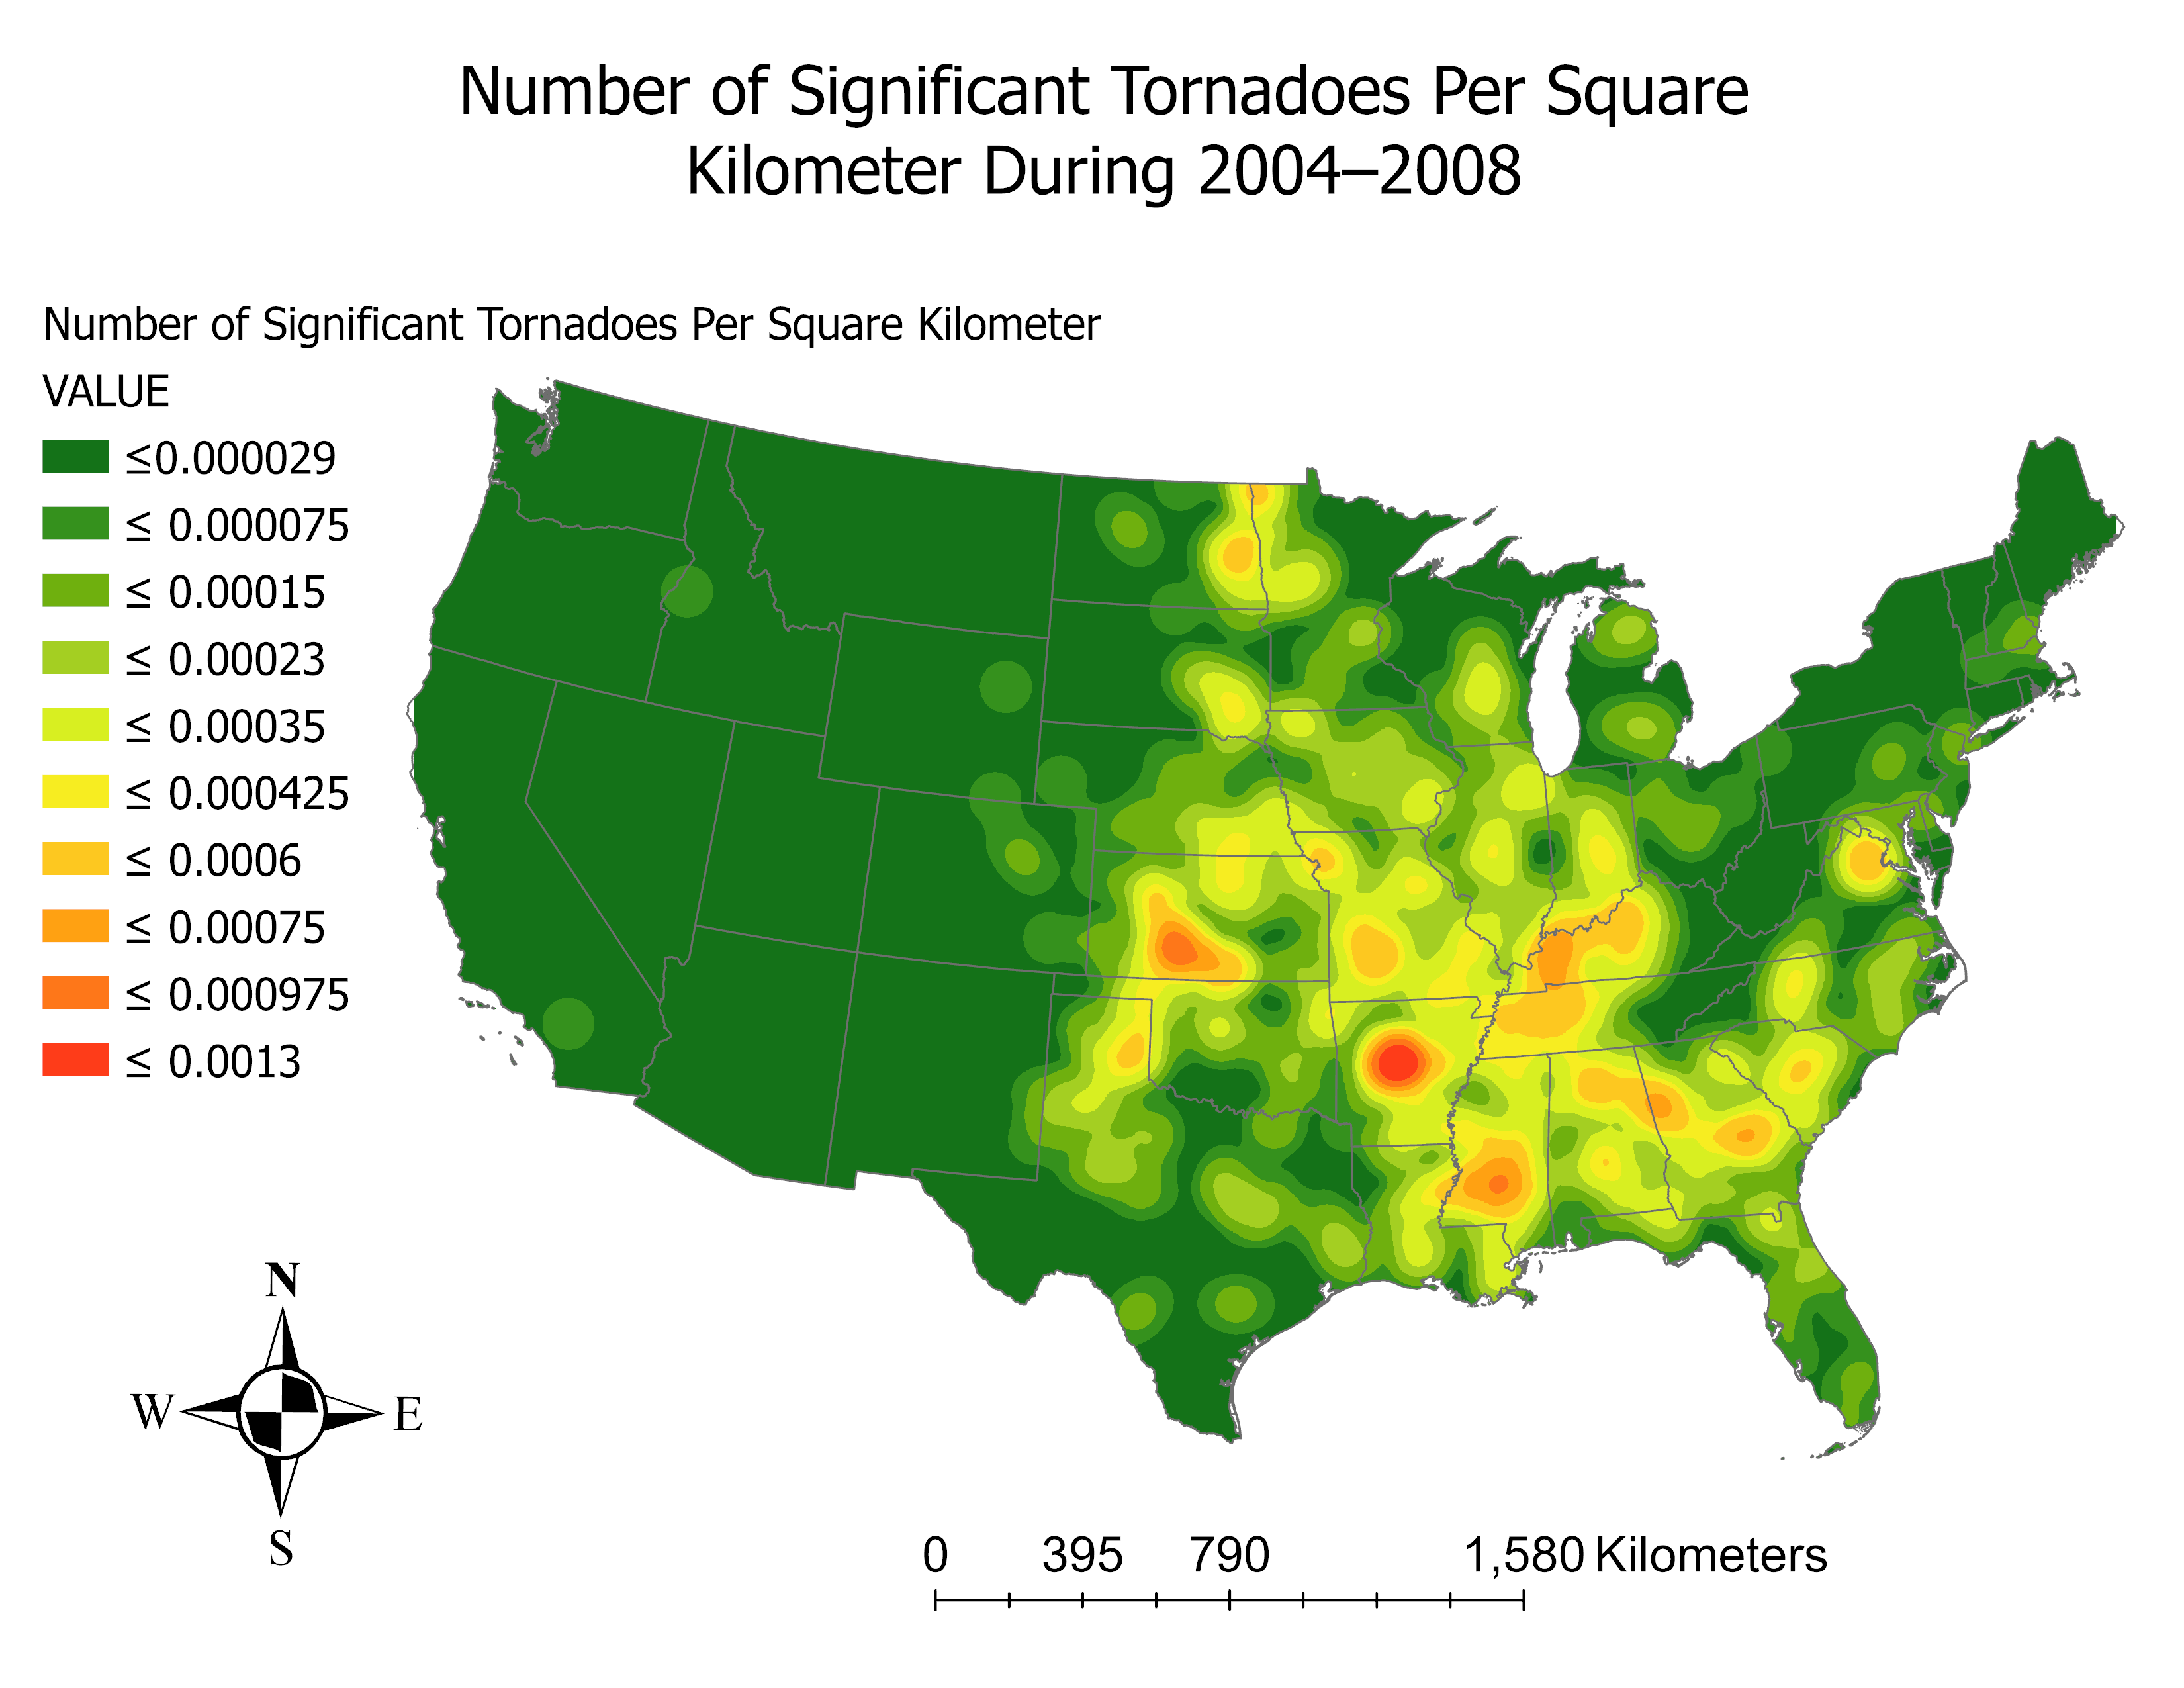 Number of Significant Tornadoes Per Square
Kilometer During 2004–2008
Number of Significant Tornadoes Per Square Kilometer
VALUE
≤0.000029
≤ 0.000075
≤ 0.00015
≤ 0.00023
≤ 0.00035
≤ 0.000425
≤ 0.0006
≤ 0.00075
≤ 0.000975
≤ 0.0013
N
W E
S
0 395 790 1,580 Kilometers